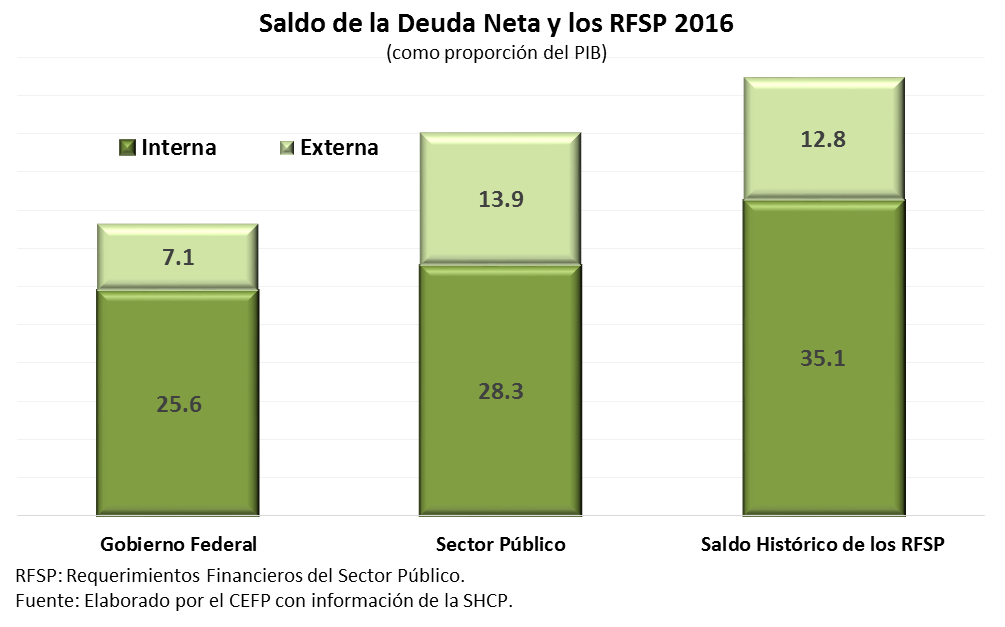 Saldo de la Deuda Neta y los RFSP 2016
(como proporción del PIB)
Interna
Externa
7.1
13.9
12.8
25.6
28.3
35.1
Gobierno Federal
Sector Público
Saldo Histórico de los RFSP
RFSP: Requerimientos Financieros del Sector Público.
Fuente: Elaborado por el CEFP con información de la SHCP.